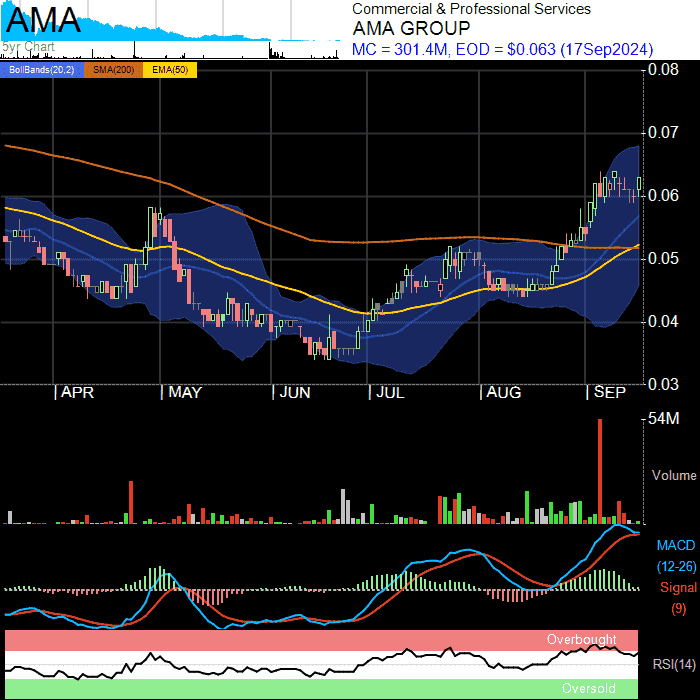 AMA
5yr Chart
Commercial & Professional Services
AMA GROUP
MC = 301.4M, EOD = $0.063 (17Sep2024)
BollBands(20,2) SMA(200) EMA(50)
0.08
0.07
0.06
0.05
0.04
0.03
APR MAY JUN JUL AUG SEP
54M
Volume
MACD
(12-26)
Signal
(9)
Overbought
RSI(14)
Oversold